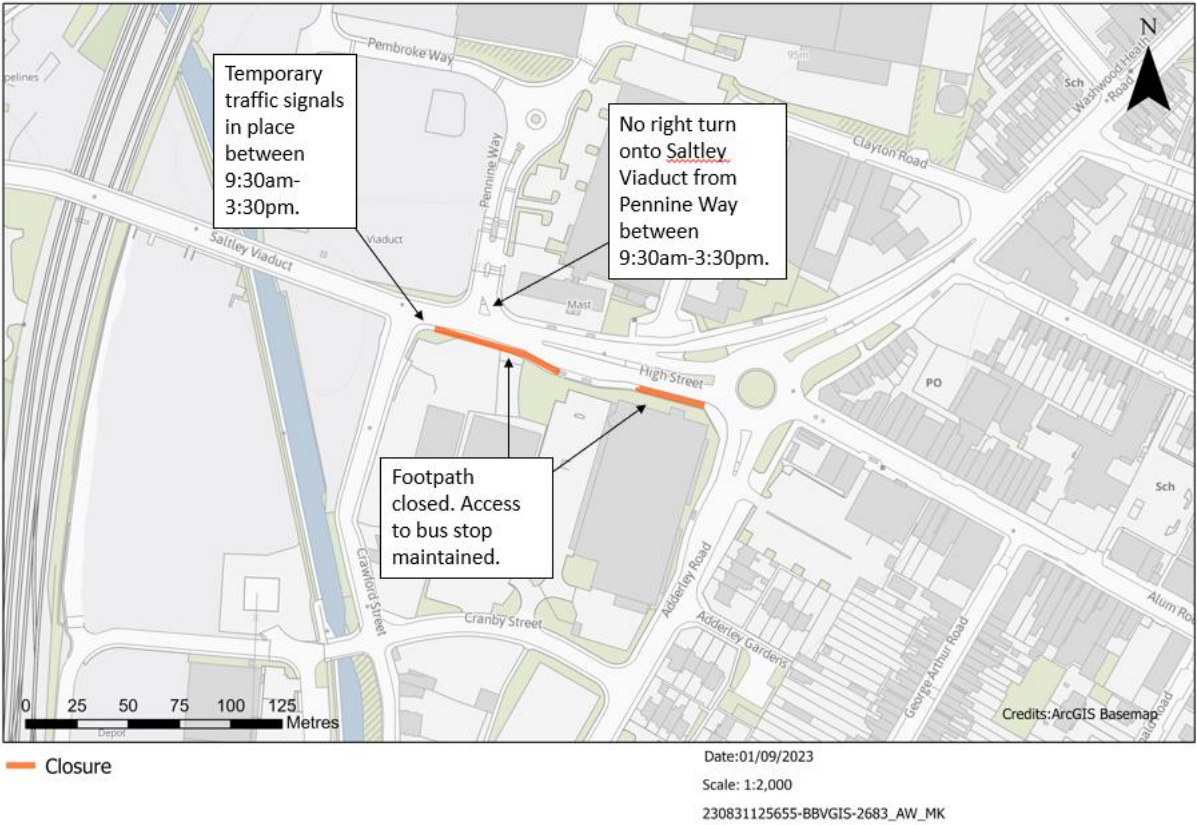 N
Pembroke Way
pelines
95m
Sch
Washwood Heath
Road
Temporary
traffic signals
in place
between
9:30am-
3:30pm.
No right turn
onto Saltley
Viaduct from
Pennine Way
between
9:30am-3:30pm.
Clayton Road
Pennine Way
Viaduct
Saltley Viaduct
Mast
High Street
PO
Sch
Footpath
closed. Access
to bus stop
maintained.
Crawford Street
Cranby Street
Adderley Road
Adderley Gardens
George Arthur Road
Alum Ro
ald Road
0 25 50 75 100 125
Metres
Depot
Credits:ArcGIS Basemap
Closure
Date:01/09/2023
Scale: 1:2,000
230831125655-BBVGIS-2683_AW_MK